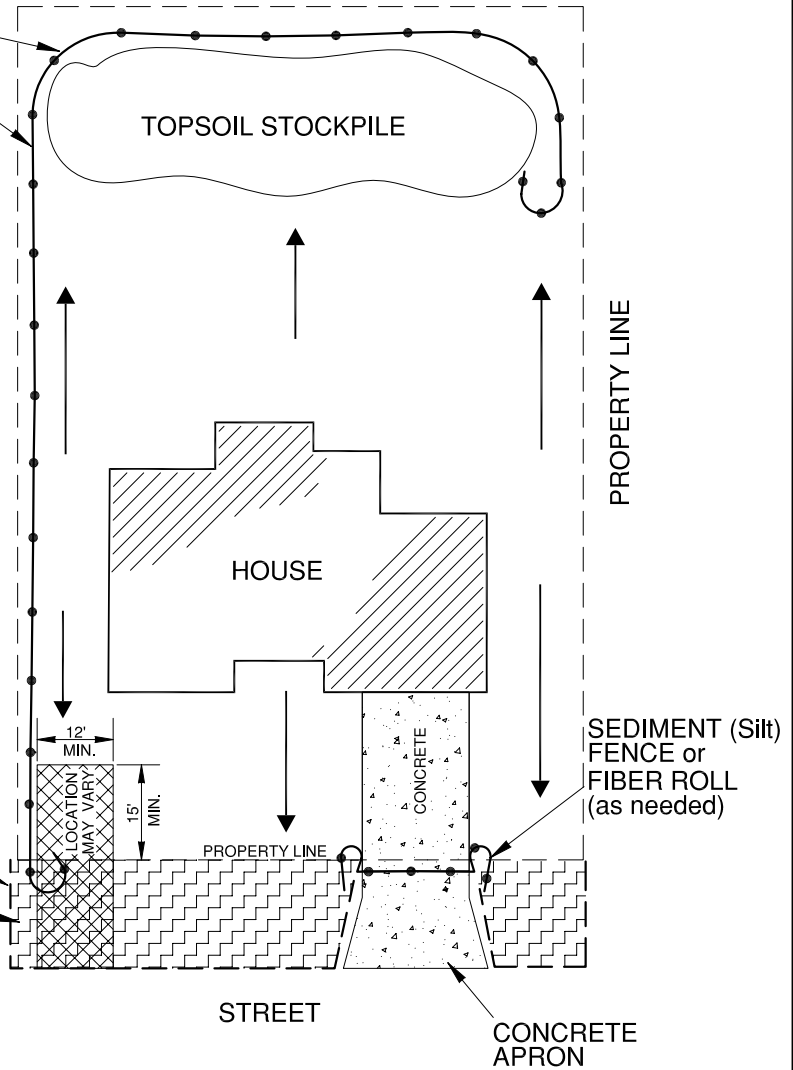 TOPSOIL STOCKPILE
PROPERTY LINE
HOUSE
12'
MIN.
LOCATION
MAY VARY
15'
MIN.
CONCRETE
SEDIMENT (Silt)
FENCE or
FIBER ROLL
(as needed)
PROPERTY LINE
STREET
CONCRETE
APRON